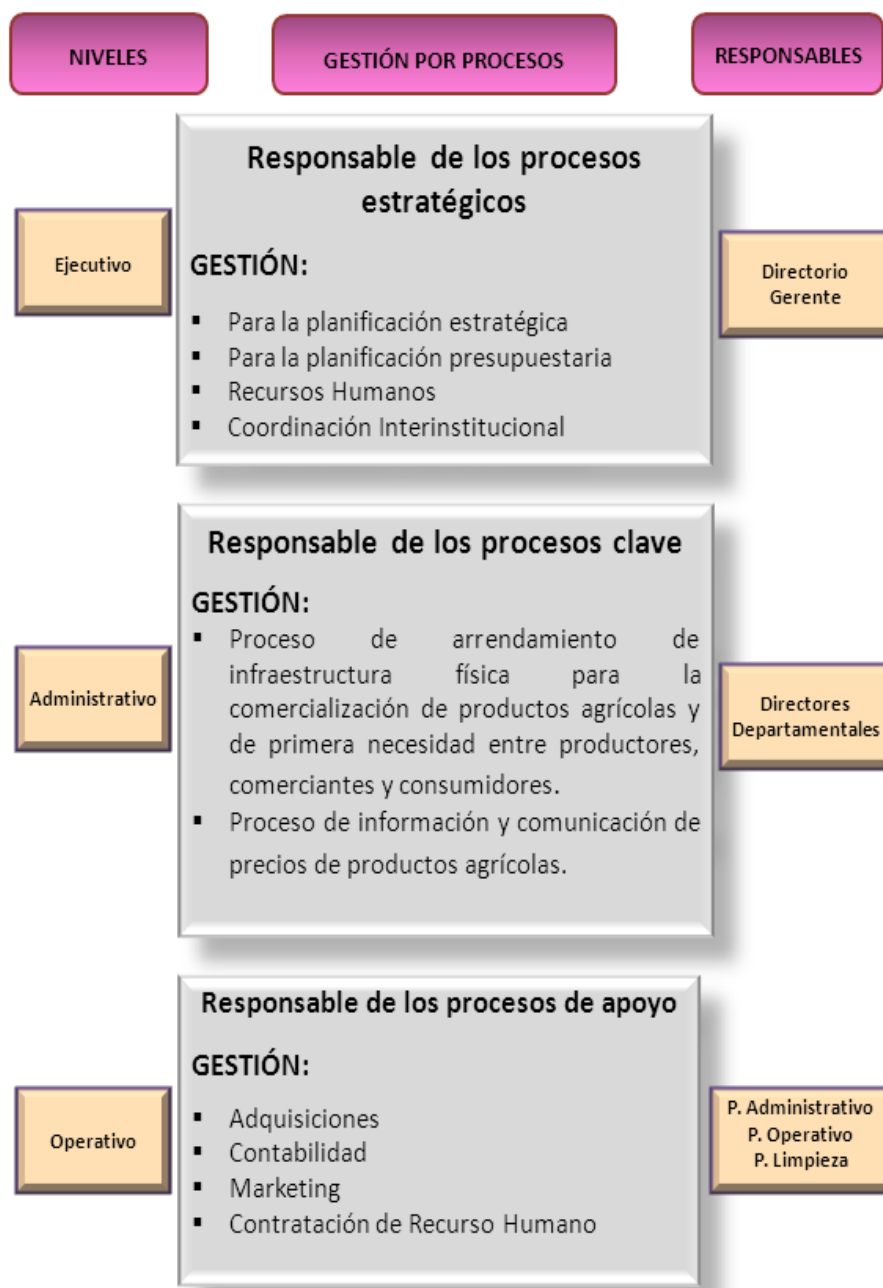 NIVELES
GESTIÓN POR PROCESOS
RESPONSABLES
Responsable de los procesos
estratégicos
Ejecutivo
GESTIÓN:
▪ Para la planificación estratégica
▪ Para la planificación presupuestaria
▪ Recursos Humanos
▪ Coordinación Interinstitucional
Directorio
Gerente
Responsable de los procesos clave
Administrativo
GESTIÓN:
▪ Proceso de arrendamiento de
infraestructura física para la
comercialización de productos agrícolas y
de primera necesidad entre productores,
comerciantes y consumidores.
▪ Proceso de información y comunicación de
precios de productos agrícolas.
Directores
Departamentales
Responsable de los procesos de apoyo
Operativo
GESTIÓN:
▪ Adquisiciones
▪ Contabilidad
▪ Marketing
▪ Contratación de Recurso Humano
P. Administrativo
P. Operativo
P. Limpieza